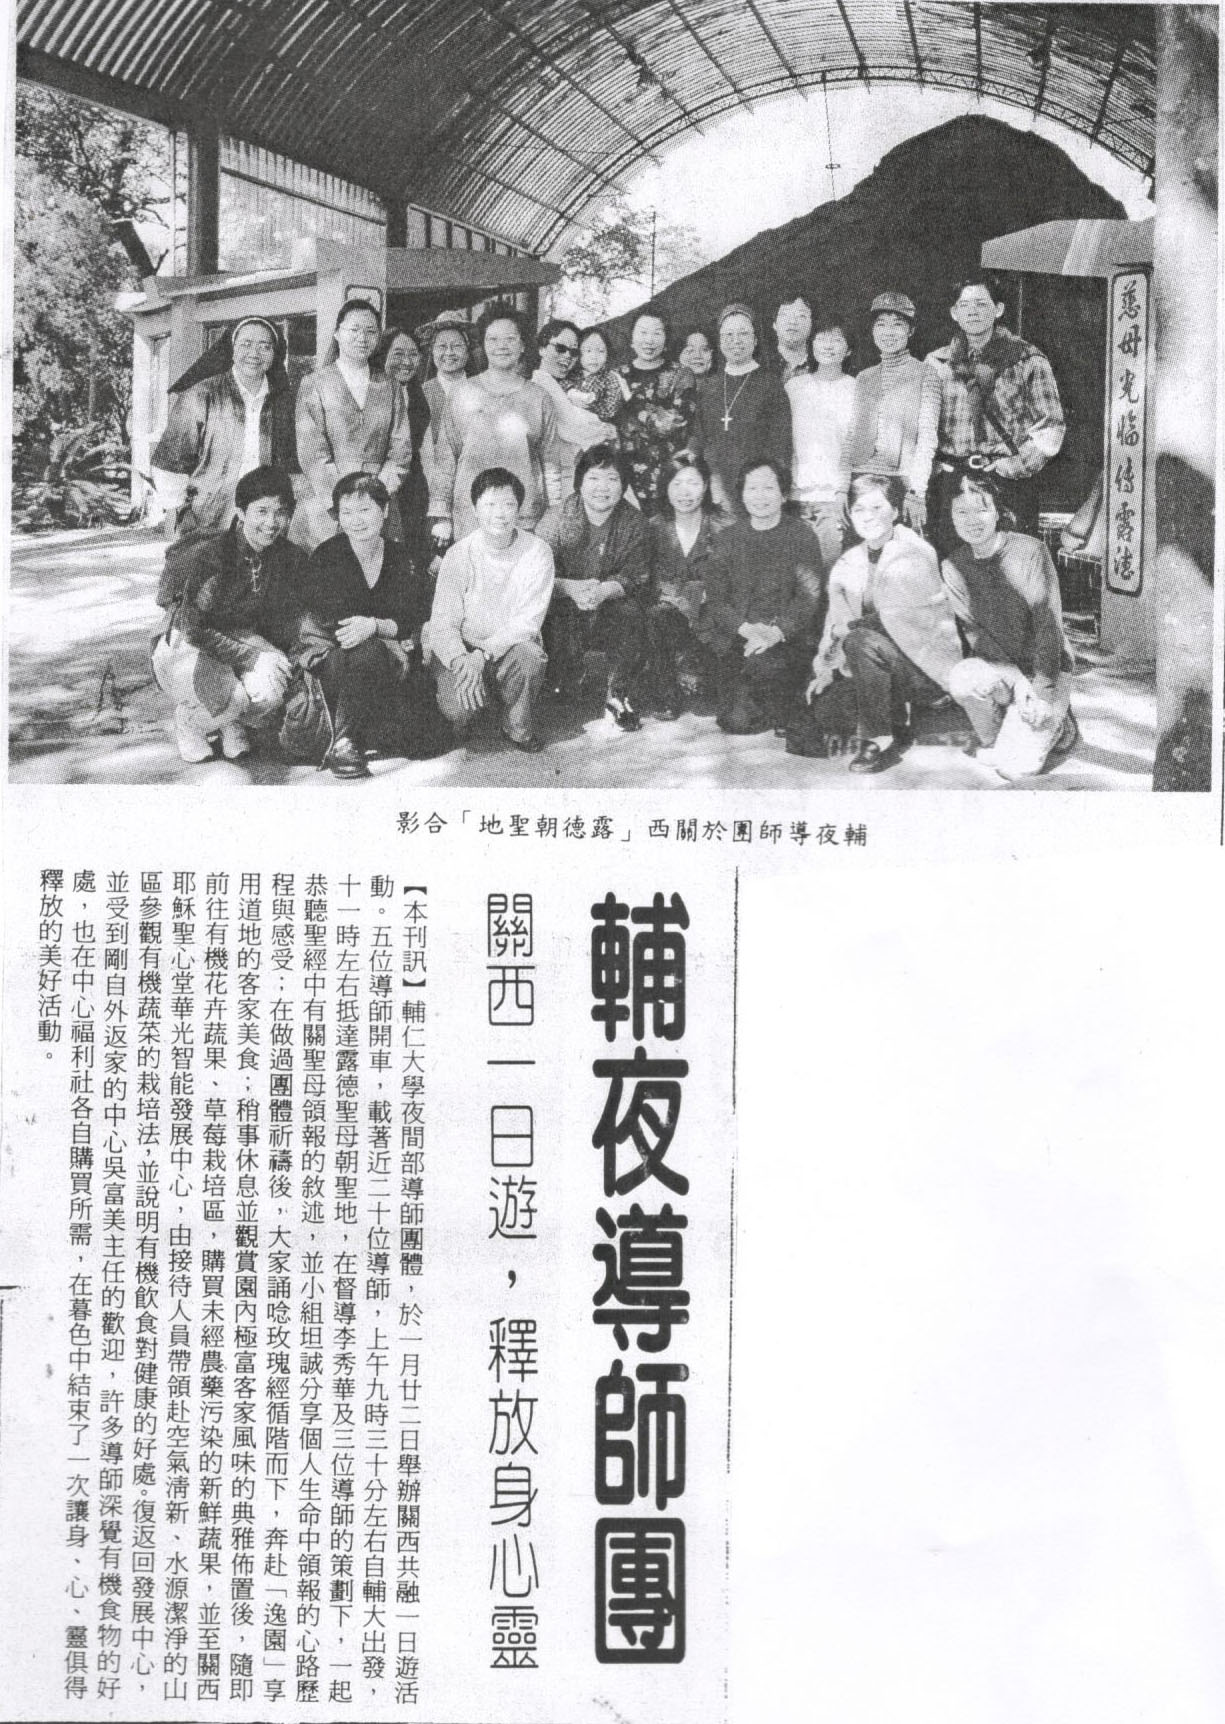 慈母光臨傳露德
輔夜導師團於關西「露德朝聖地」合影
輔夜導師團
關西一日遊，釋放身心靈
【本刊訊】輔仁大學夜間部導師團體，於一月廿二日舉辦關西共融一日遊活
動。五位導師開車，載著近二十位導師，上午九時三十分左右自輔大出發，
十一時左右抵達露德聖母朝聖地，在督導李秀華及三位導師的策劃下，一起
恭聽聖經中有關聖母領報的敘述，並小組坦誠分享個人生命中領報的心路歷
程與感受；在做過團體祈禱後，大家誦唸玫瑰經循階而下，奔赴「逸園」享
用道地的客家美食；稍事休息並觀賞園內極富客家風味的典雅佈置後，隨即
前往有機花卉蔬果、草莓栽培區，購買未經農藥污染的新鮮蔬果，並至關西
耶穌聖心堂華光智能發展中心，由接待人員帶領赴空氣清新、水源潔淨的山
區參觀有機蔬菜的栽培法，並說明有機飲食對健康的好處。復返回發展中心，
並受到剛自外返家的中心吳富美主任的歡迎，許多導師深覺有機食物的好
處，也在中心福利社各自購買所需，在暮色中結束了一次讓身、心、靈俱得
釋放的美好活動。